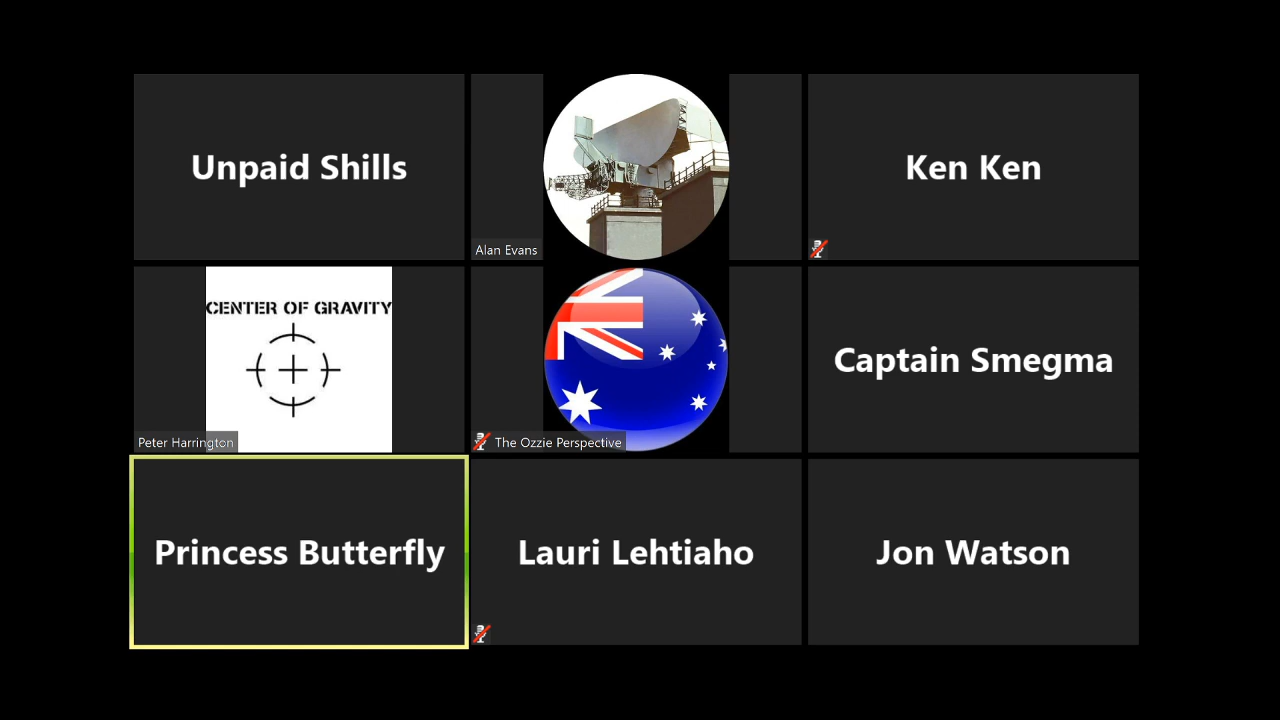 Unpaid Shills
Alan Evans
Ken Ken
CENTER OF GRAVITY
Peter Harrington
The Ozzie Perspective
Captain Smegma
Princess Butterfly
Lauri Lehtiaho
Jon Watson